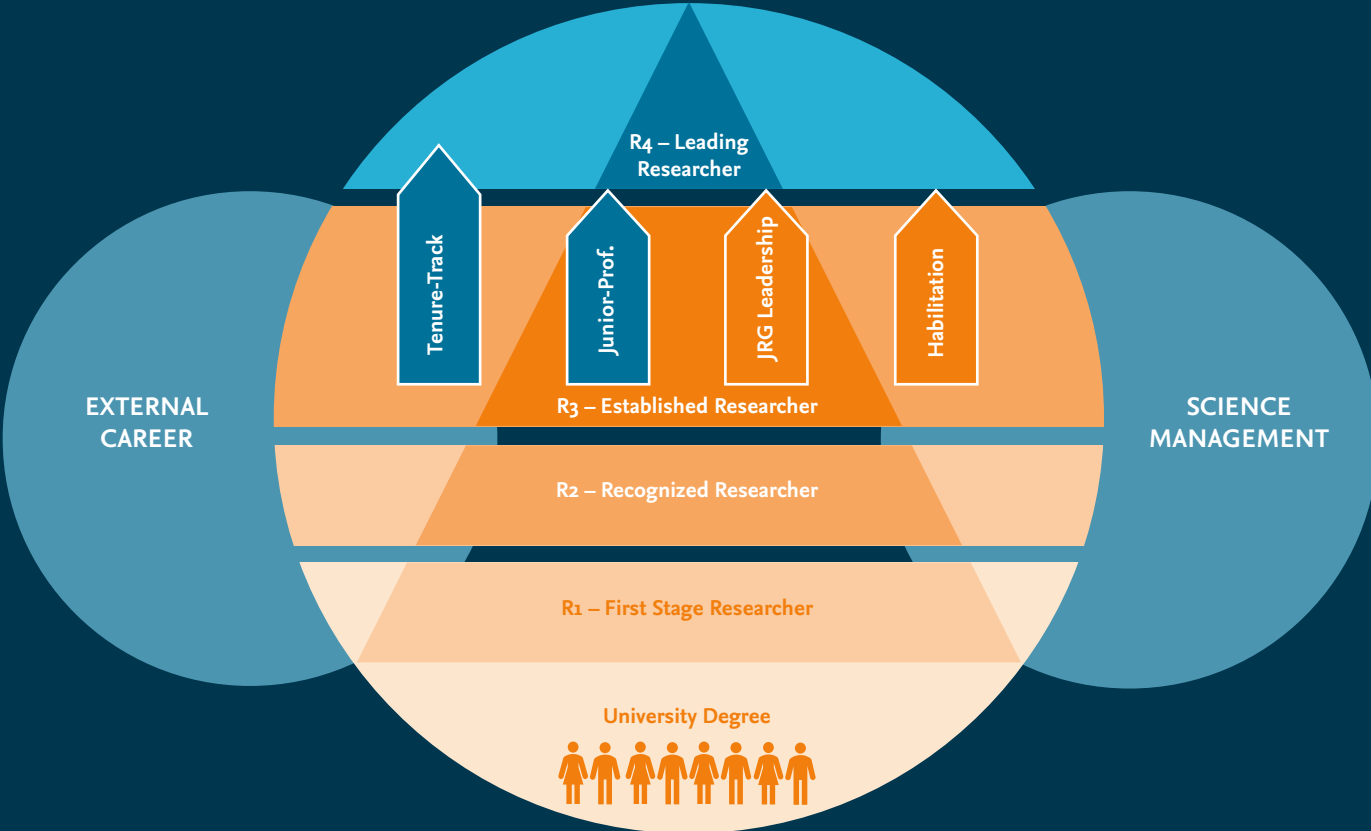 R4 – Leading
Researcher
Tenure-Track
Junior-Prof.
JRG Leadership
Habilitation
EXTERNAL
CAREER
R3 – Established Researcher
SCIENCE
MANAGEMENT
R2 – Recognized Researcher
R1 – First Stage Researcher
University Degree